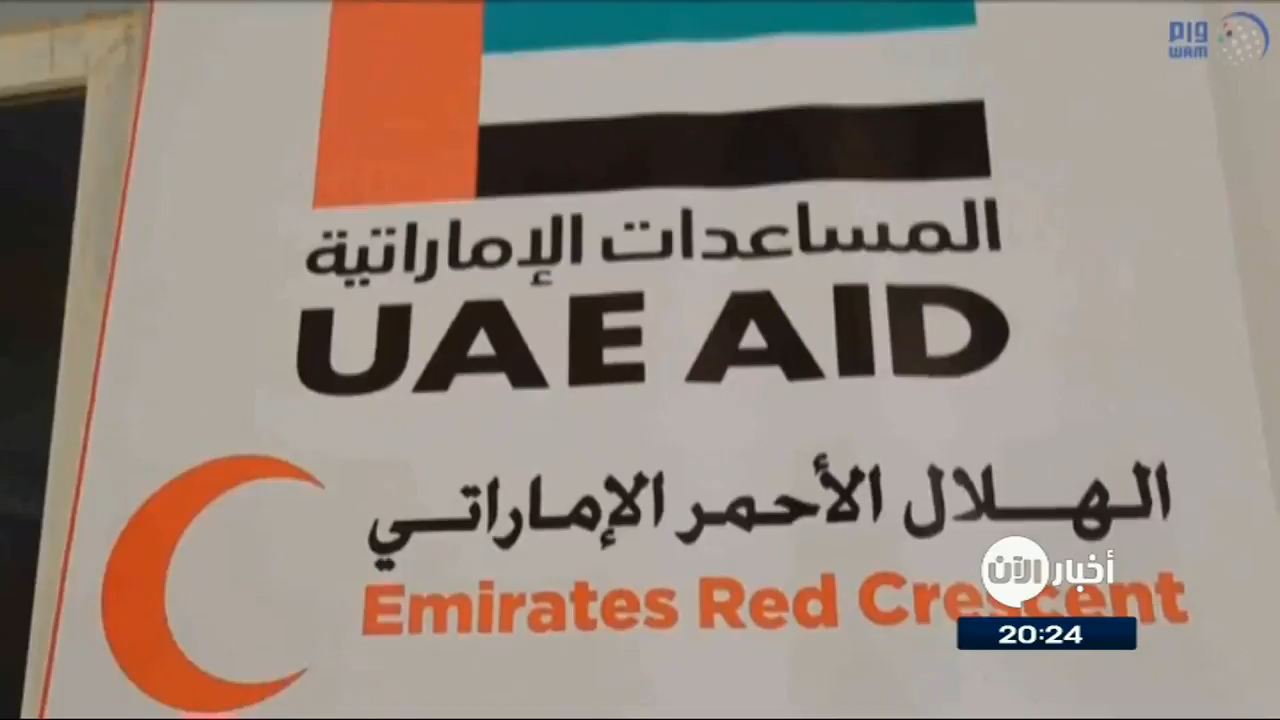 وام
WAM
المساعدات الإماراتية
UAE AID
الهلال الأحمر الإماراتي
Emirates Red Crescent
أخبار الآن
20:24